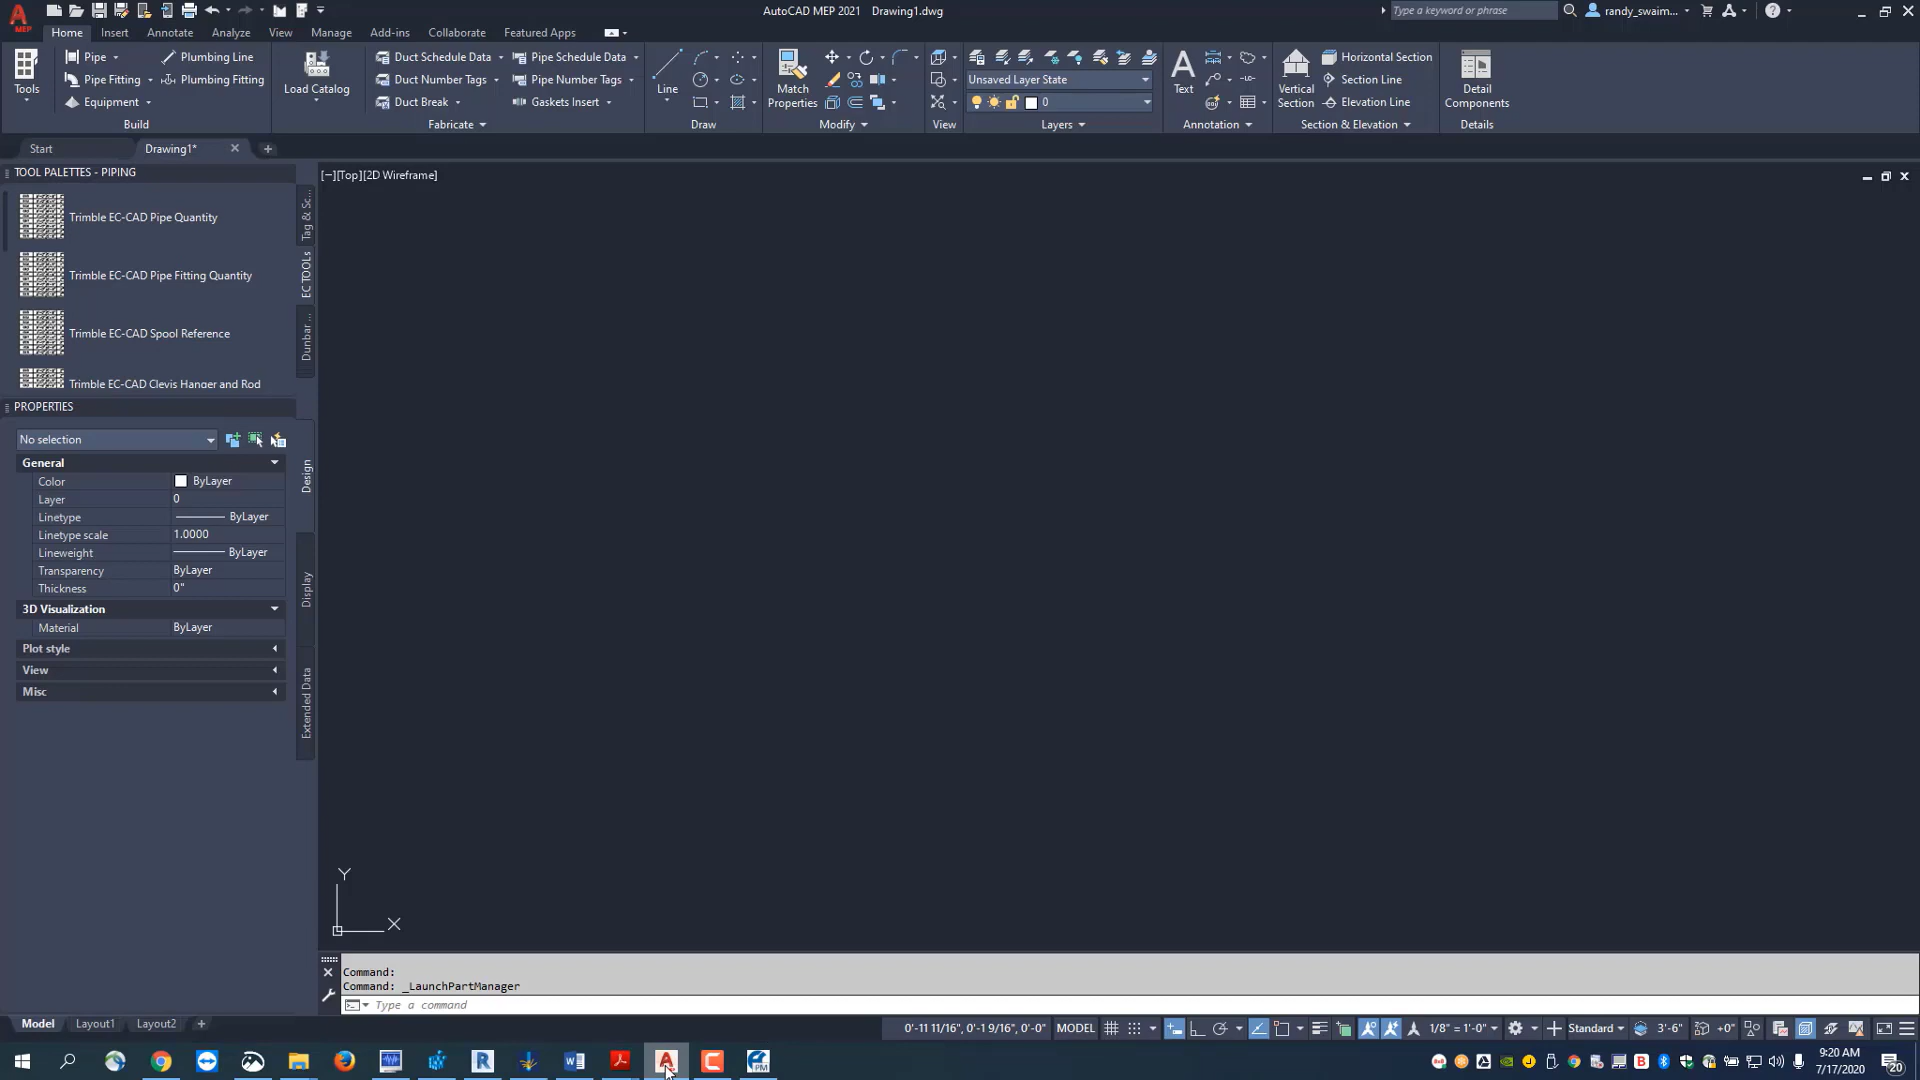 AutoCAD MEP 2021 Drawing1.dwg
Type a keyword or phrase
randy_swaim...
MEP
Home Insert Annotate Analyze View Manage Add-ins Collaborate Featured Apps
Tools
Pipe
Pipe Fitting
Equipment
Plumbing Line
Plumbing Fitting
Build
Load Catalog
Duct Schedule Data
Duct Number Tags
Duct Break
Pipe Schedule Data
Pipe Number Tags
Gaskets Insert
Fabricate
Line
Draw
Match
Properties
Modify
View
Unsaved Layer State
0
Layers
Text
Annotation
Vertical
Section
Horizontal Section
Section Line
Elevation Line
Section & Elevation
Detail
Components
Details
Start
Drawing1*
TOOL PALETTES - PIPING
Trimble EC-CAD Pipe Quantity
Trimble EC-CAD Pipe Fitting Quantity
Trimble EC-CAD Spool Reference
Trimble EC-CAD Clevis Hanger and Rod
Tag & Sc...
EC TOOLs
Dunbar ...
[−][Top][2D Wireframe]
PROPERTIES
No selection
General
Color ByLayer
Layer 0
Linetype ByLayer
Linetype scale 1.0000
Lineweight ByLayer
Transparency ByLayer
Thickness 0"
3D Visualization
Material ByLayer
Plot style
View
Misc
Design
Display
Extended Data
Y
X
Command:
Command: _LaunchPartManager
Type a command
Model Layout1 Layout2
0'-11 11/16", 0'-1 9/16", 0'-0" MODEL 1/8" = 1'-0" Standard 3'-6" +0"
PM
9:20 AM
7/17/2020
20